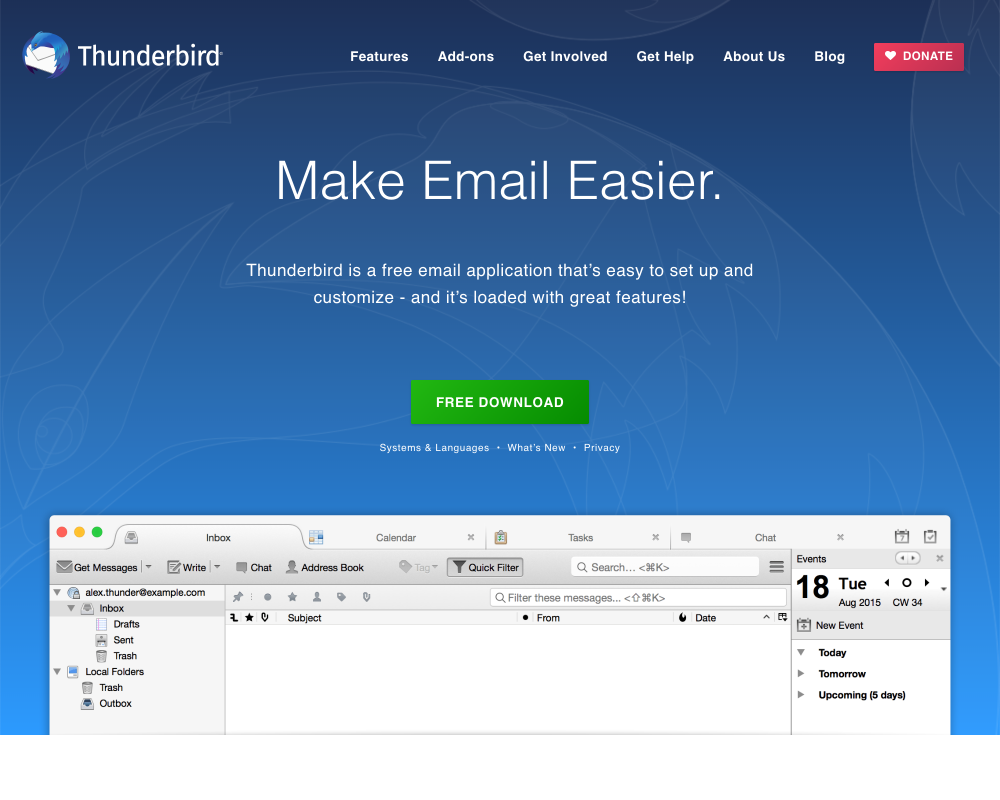 Thunderbird
Features Add-ons Get Involved Get Help About Us Blog DONATE
Make Email Easier.
Thunderbird is a free email application that’s easy to set up and
customize - and it’s loaded with great features!
FREE DOWNLOAD
Systems & Languages • What’s New • Privacy
Inbox Calendar Tasks Chat
Get Messages Write Chat Address Book Tag Quick Filter Search... <⌘K>
Events
18 Tue
Aug 2015 CW 34
New Event
Today
Tomorrow
Upcoming (5 days)
alex.thunder@example.com
Inbox
Drafts
Sent
Trash
Local Folders
Trash
Outbox
Filter these messages... <⇧⌘K>
Subject From Date